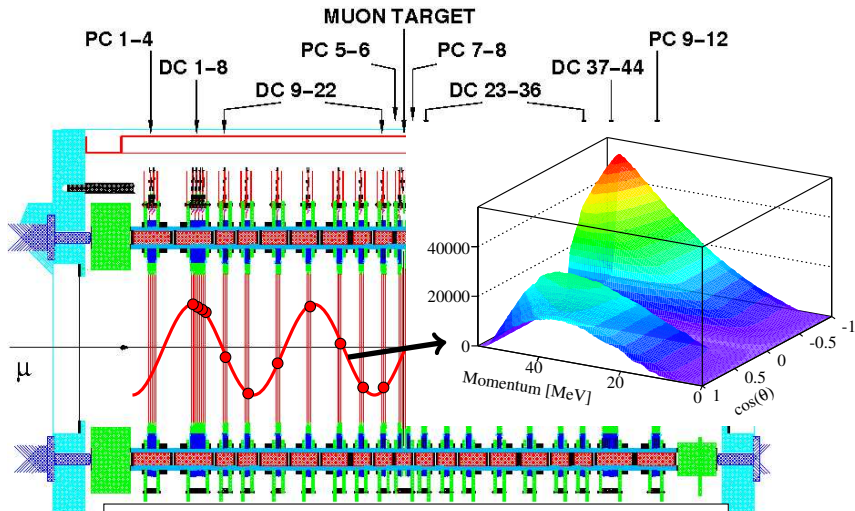 MUON TARGET
PC 1−4
PC 5−6
PC 7−8
PC 9−12
DC 1−8
DC 37−44
DC 9−22
DC 23−36
40000
20000
0
40
20
0
Momentum [MeV]
1
0.5
0
-0.5
-1
cos(θ)
μ